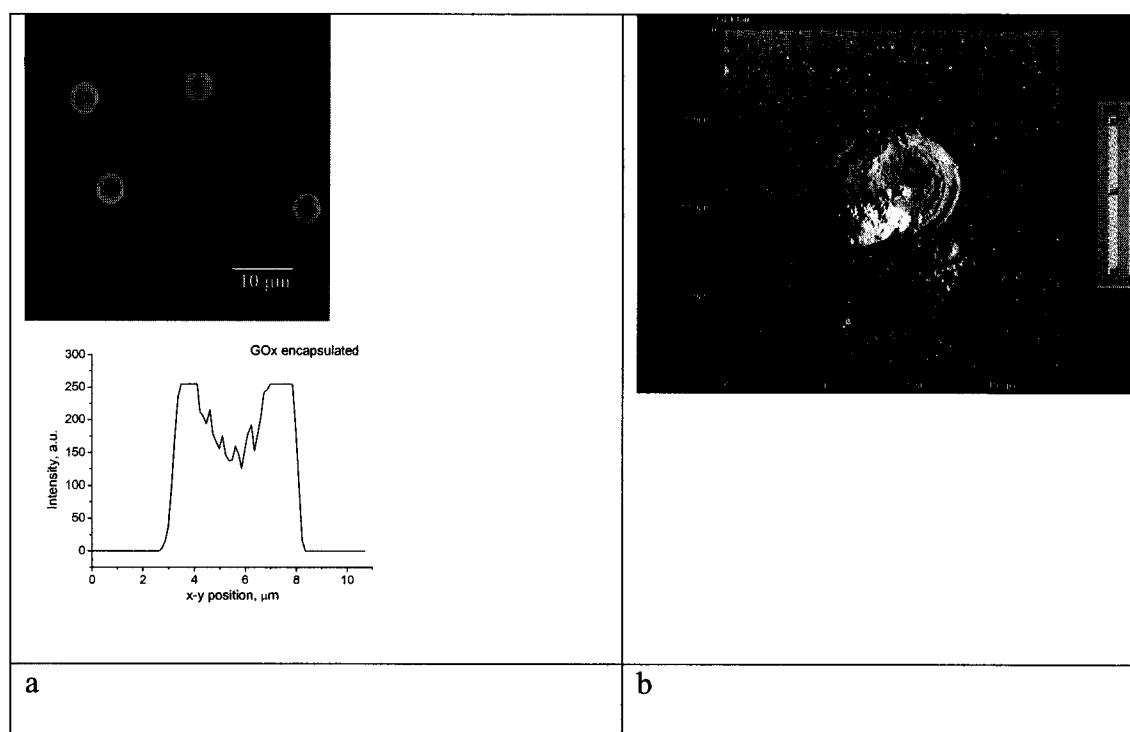 10 µm
GOx encapsulated
300
250
200
150
100
50
0
Intensity, a.u.
0 2 4 6 8 10
x-y position, µm
a
b